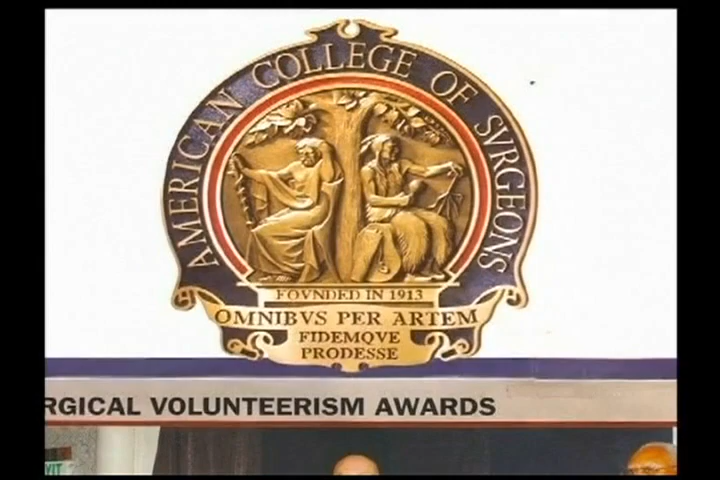 AMERICAN COLLEGE OF SVRGEONS
FOVNDED IN 1913
OMNIBVS PER ARTEM
FIDEMQVE
PRODESSE
RGICAL VOLUNTEERISM AWARDS